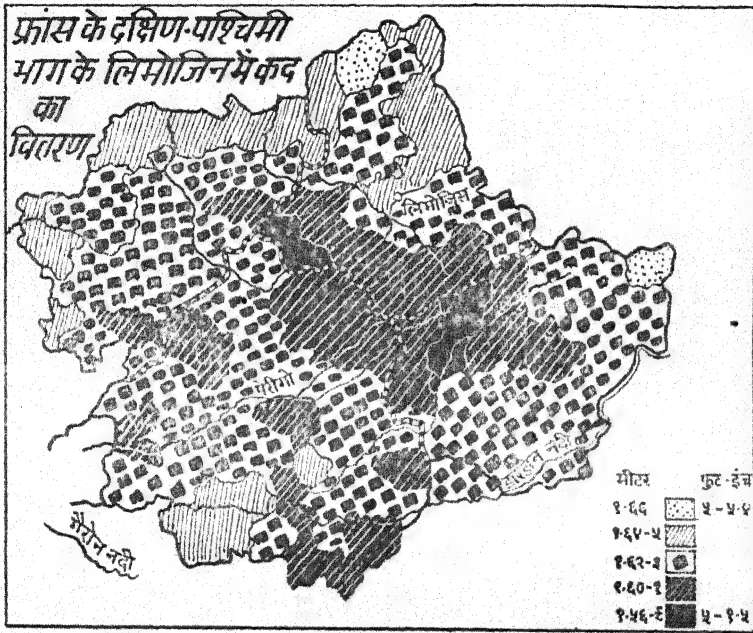 फ्रांस के दक्षिण-पश्चिमी
भाग के लिमोजिन में कद
का
वितरण
लिमोजिस
नदी
गैरोन नदी
मीटर फुट-इंच
१·६६ ५-५·४
१·६४-५
१·६२-३
१·६०-१
१·५६-६ ५-१·५